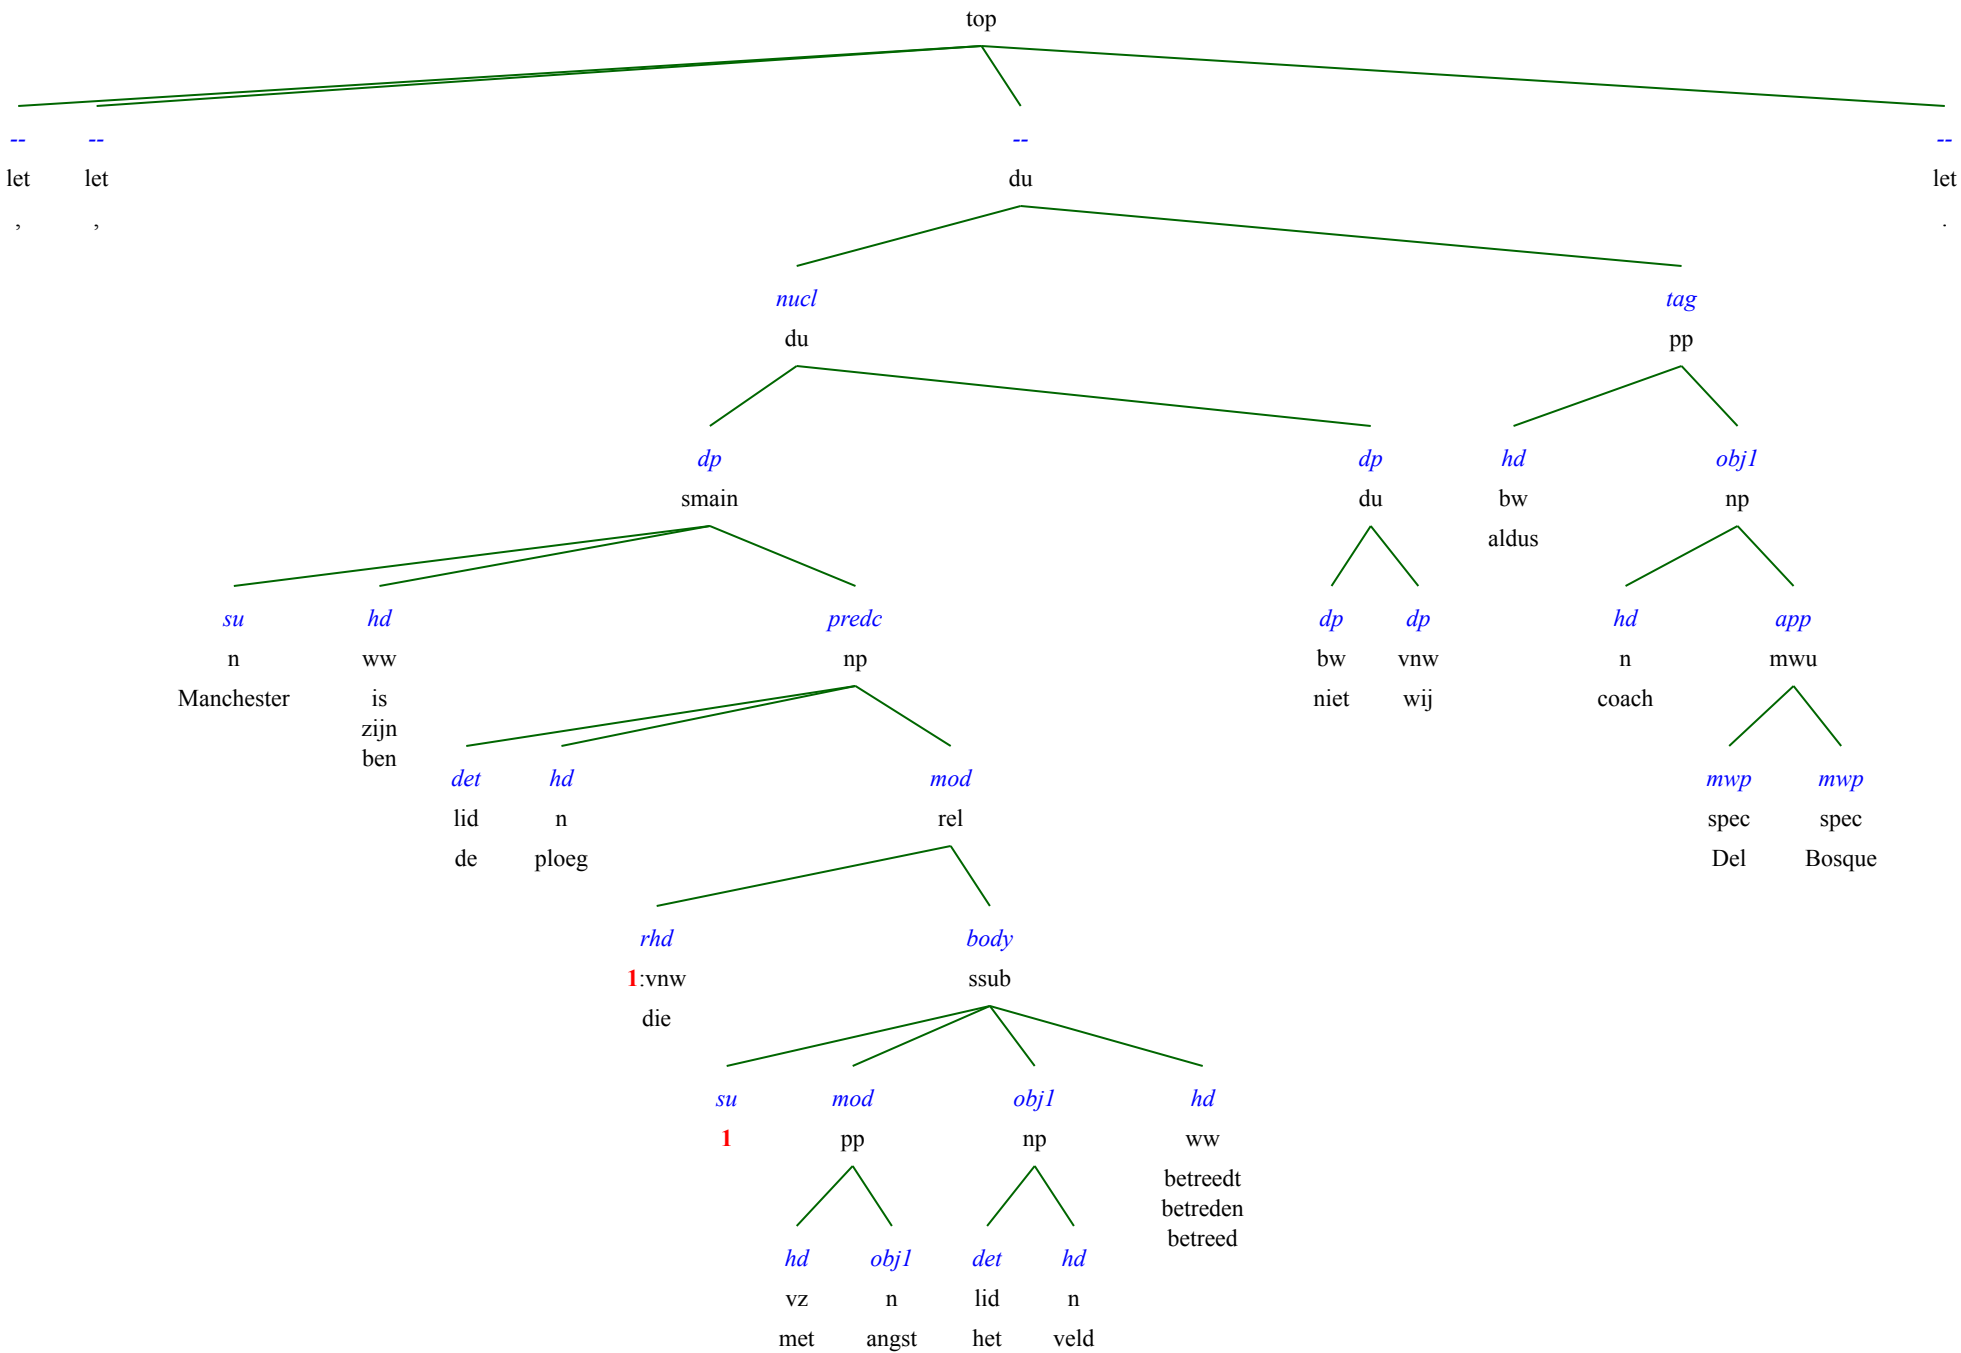 top
-- -- -- --
let let du let
, , .
nucl tag
du pp
dp dp hd obj1
smain du bw np
aldus
su hd predc dp dp hd app
n ww np bw vnw n mwu
Manchester is niet wij coach
zijn
ben
det hd mod mwp mwp
lid n rel spec spec
de ploeg Del Bosque
rhd body
1:vnw ssub
die
su mod obj1 hd
1 pp np ww
betreedt
betreden
betreed
hd obj1 det hd
vz n lid n
met angst het veld